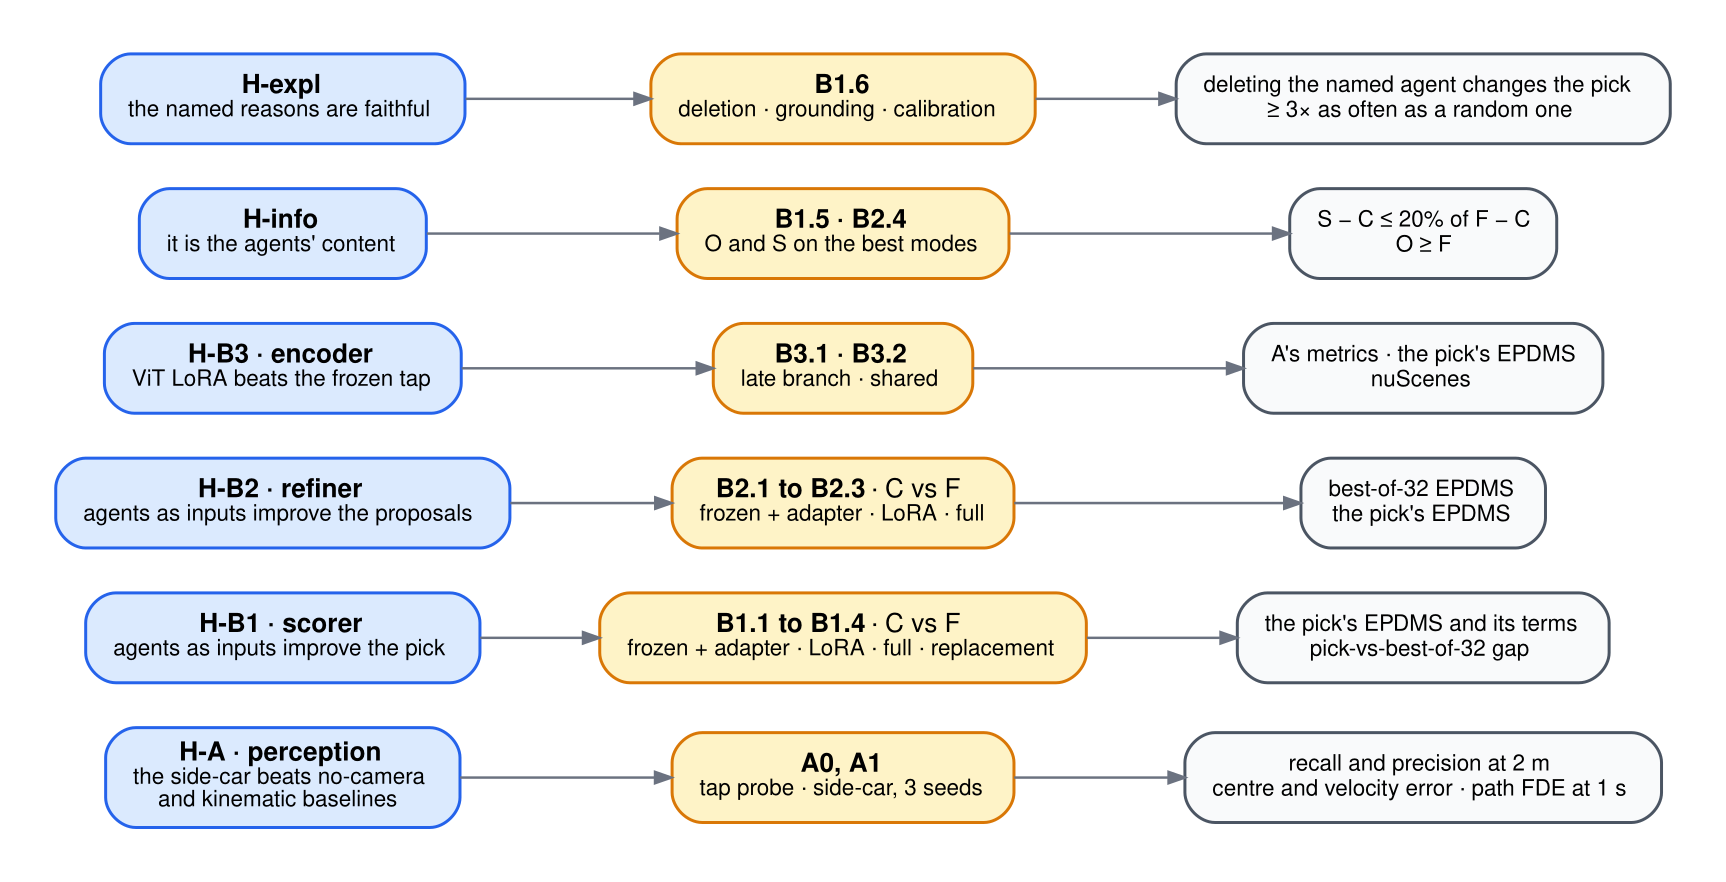 H-expl
the named reasons are faithful
B1.6
deletion · grounding · calibration
deleting the named agent changes the pick
≥ 3× as often as a random one
H-info
it is the agents' content
B1.5 · B2.4
O and S on the best modes
S − C ≤ 20% of F − C
O ≥ F
H-B3 · encoder
ViT LoRA beats the frozen tap
B3.1 · B3.2
late branch · shared
A's metrics · the pick's EPDMS
nuScenes
H-B2 · refiner
agents as inputs improve the proposals
B2.1 to B2.3 · C vs F
frozen + adapter · LoRA · full
best-of-32 EPDMS
the pick's EPDMS
H-B1 · scorer
agents as inputs improve the pick
B1.1 to B1.4 · C vs F
frozen + adapter · LoRA · full · replacement
the pick's EPDMS and its terms
pick-vs-best-of-32 gap
H-A · perception
the side-car beats no-camera
and kinematic baselines
A0, A1
tap probe · side-car, 3 seeds
recall and precision at 2 m
centre and velocity error · path FDE at 1 s